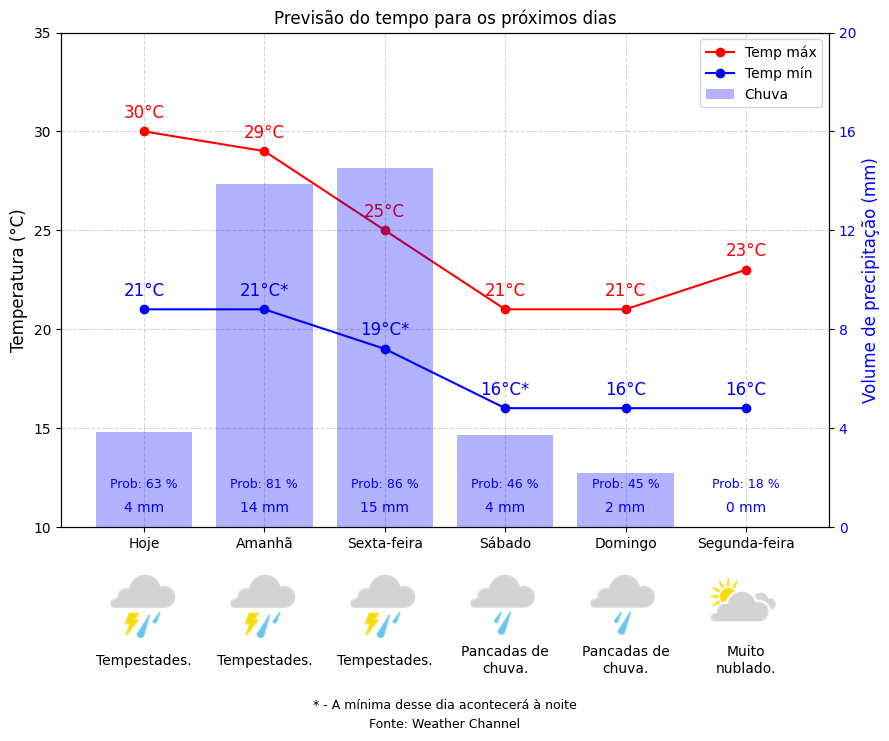 Previsão do tempo para os próximos dias
35
30
25
20
15
10
Temperatura (°C)
20
16
12
8
4
0
Volume de precipitação (mm)
Temp máx
Temp mín
Chuva
30°C
29°C
25°C
21°C
21°C
23°C
21°C
21°C*
19°C*
16°C*
16°C
16°C
Prob: 63 %
4 mm
Prob: 81 %
14 mm
Prob: 86 %
15 mm
Prob: 46 %
4 mm
Prob: 45 %
2 mm
Prob: 18 %
0 mm
Hoje
Amanhã
Sexta-feira
Sábado
Domingo
Segunda-feira
Tempestades.
Tempestades.
Tempestades.
Pancadas de
chuva.
Pancadas de
chuva.
Muito
nublado.
* - A mínima desse dia acontecerá à noite
Fonte: Weather Channel